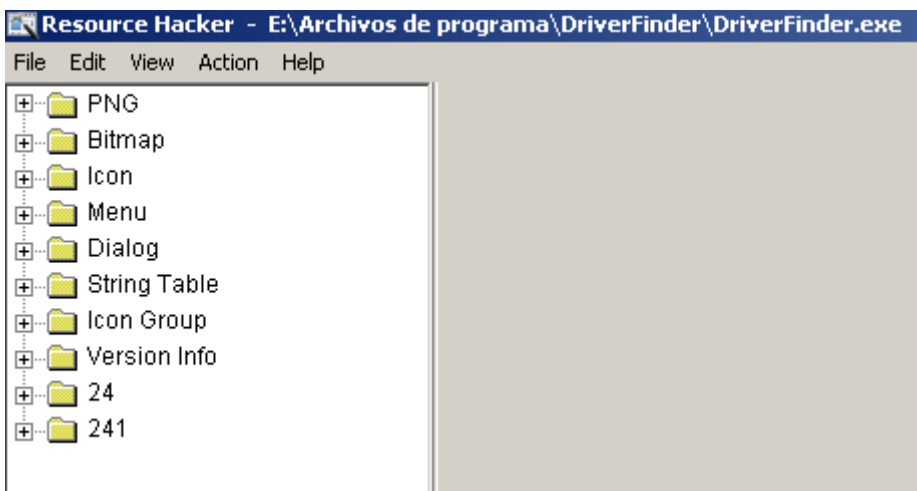 Resource Hacker - E:\Archivos de programa\DriverFinder\DriverFinder.exe
File Edit View Action Help
PNG
Bitmap
Icon
Menu
Dialog
String Table
Icon Group
Version Info
24
241